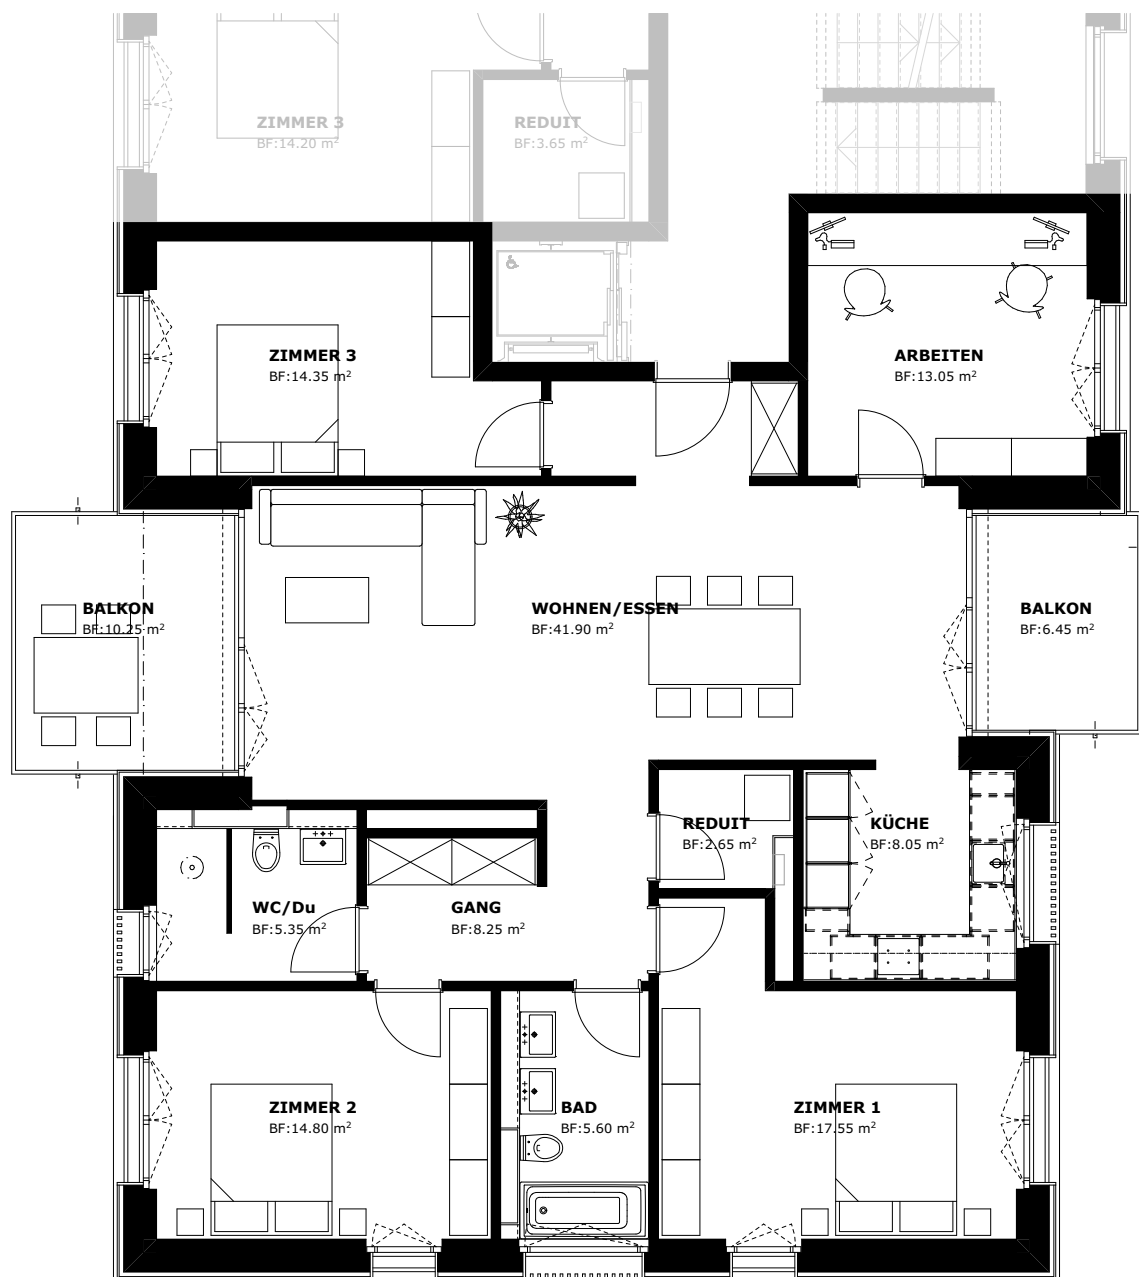 ZIMMER 3
BF:14.20 m²
REDUIT
BF:3.65 m²
ZIMMER 3
BF:14.35 m²
ARBEITEN
BF:13.05 m²
BALKON
BF:10.25 m²
WOHNEN/ESSEN
BF:41.90 m²
BALKON
BF:6.45 m²
REDUIT
BF:2.65 m²
KÜCHE
BF:8.05 m²
WC/Du
BF:5.35 m²
GANG
BF:8.25 m²
ZIMMER 2
BF:14.80 m²
BAD
BF:5.60 m²
ZIMMER 1
BF:17.55 m²